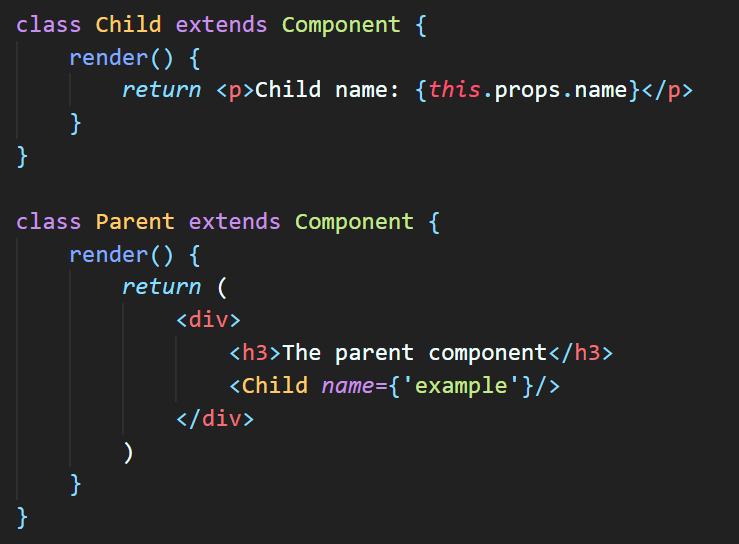 class Child extends Component {
    render() {
        return <p>Child name: {this.props.name}</p>
    }
}

class Parent extends Component {
    render() {
        return (
            <div>
                <h3>The parent component</h3>
                <Child name={'example'}/>
            </div>
        )
    }
}